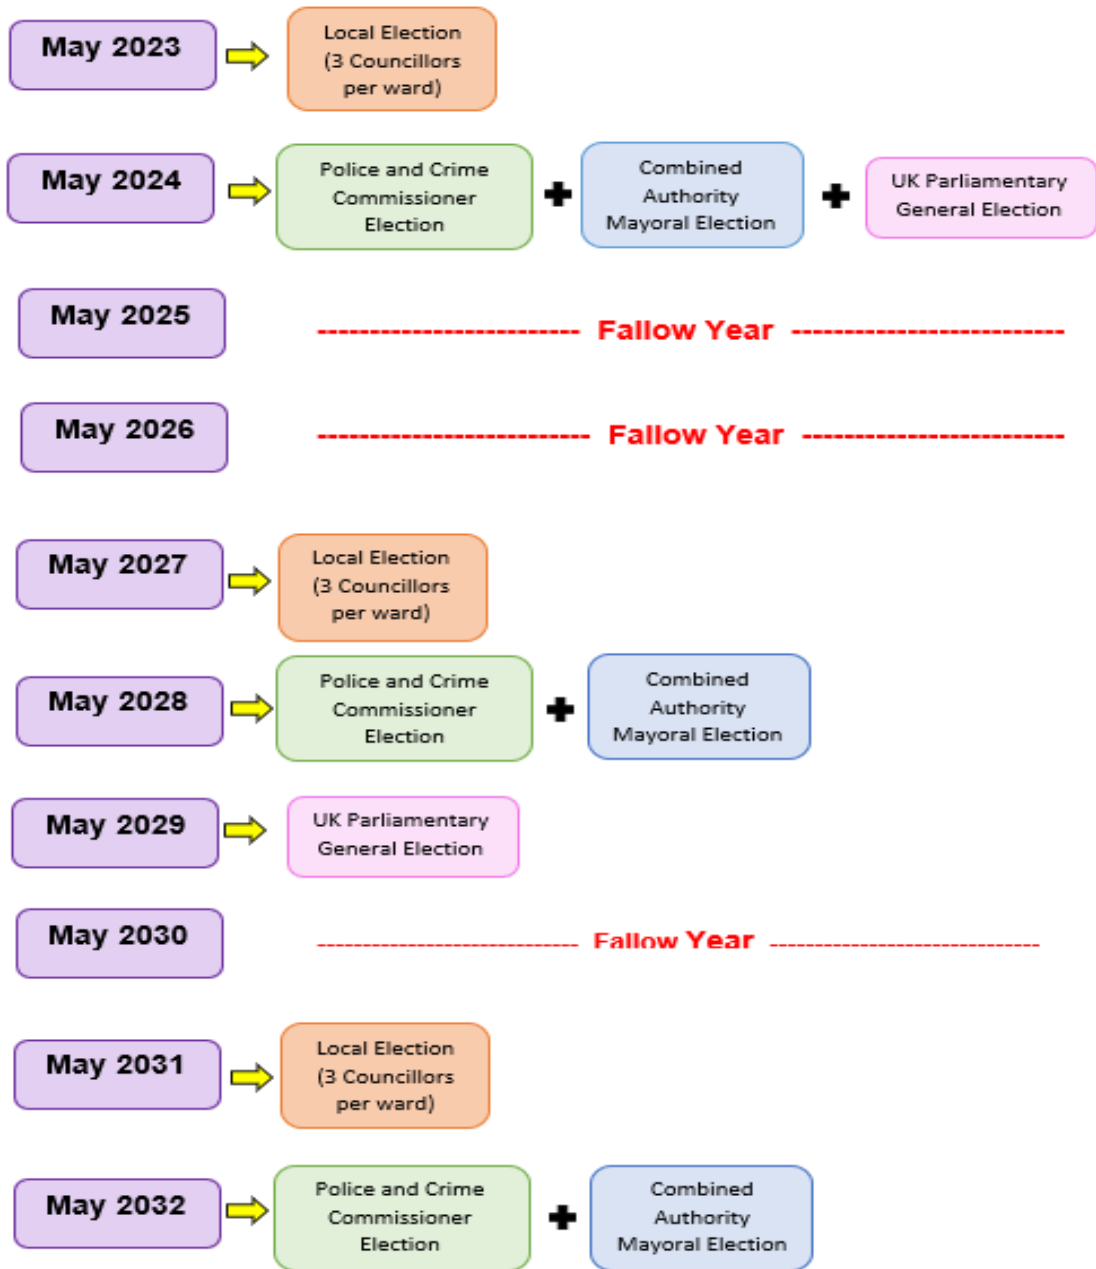 May 2023
Local Election
(3 Councillors
per ward)
May 2024
Police and Crime
Commissioner
Election
Combined
Authority
Mayoral Election
UK Parliamentary
General Election
May 2025
------------------------- Fallow Year --------------------------
May 2026
-------------------------- Fallow Year -------------------------
May 2027
Local Election
(3 Councillors
per ward)
May 2028
Police and Crime
Commissioner
Election
Combined
Authority
Mayoral Election
May 2029
UK Parliamentary
General Election
May 2030
----------------------------- Fallow Year ------------------------------
May 2031
Local Election
(3 Councillors
per ward)
May 2032
Police and Crime
Commissioner
Election
Combined
Authority
Mayoral Election